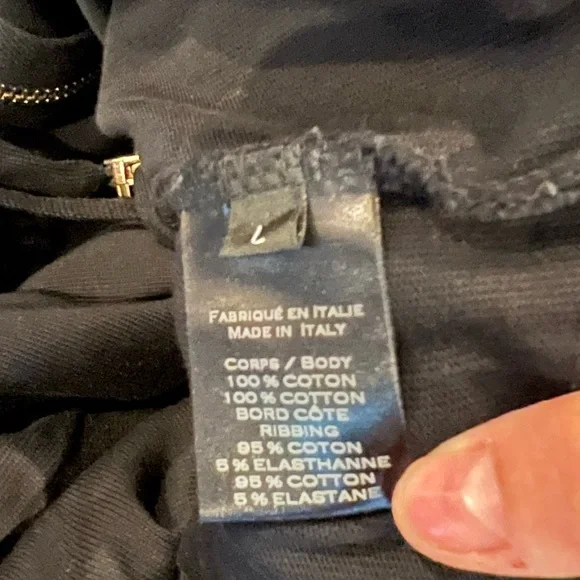 L
FABRIQUÉ EN ITALIE
MADE IN ITALY
CORPS / BODY
100 % COTON
100 % COTTON
BORD CÔTE
RIBBING
95 % COTON
5 % ELASTHANNE
95 % COTTON
5 % ELASTANE